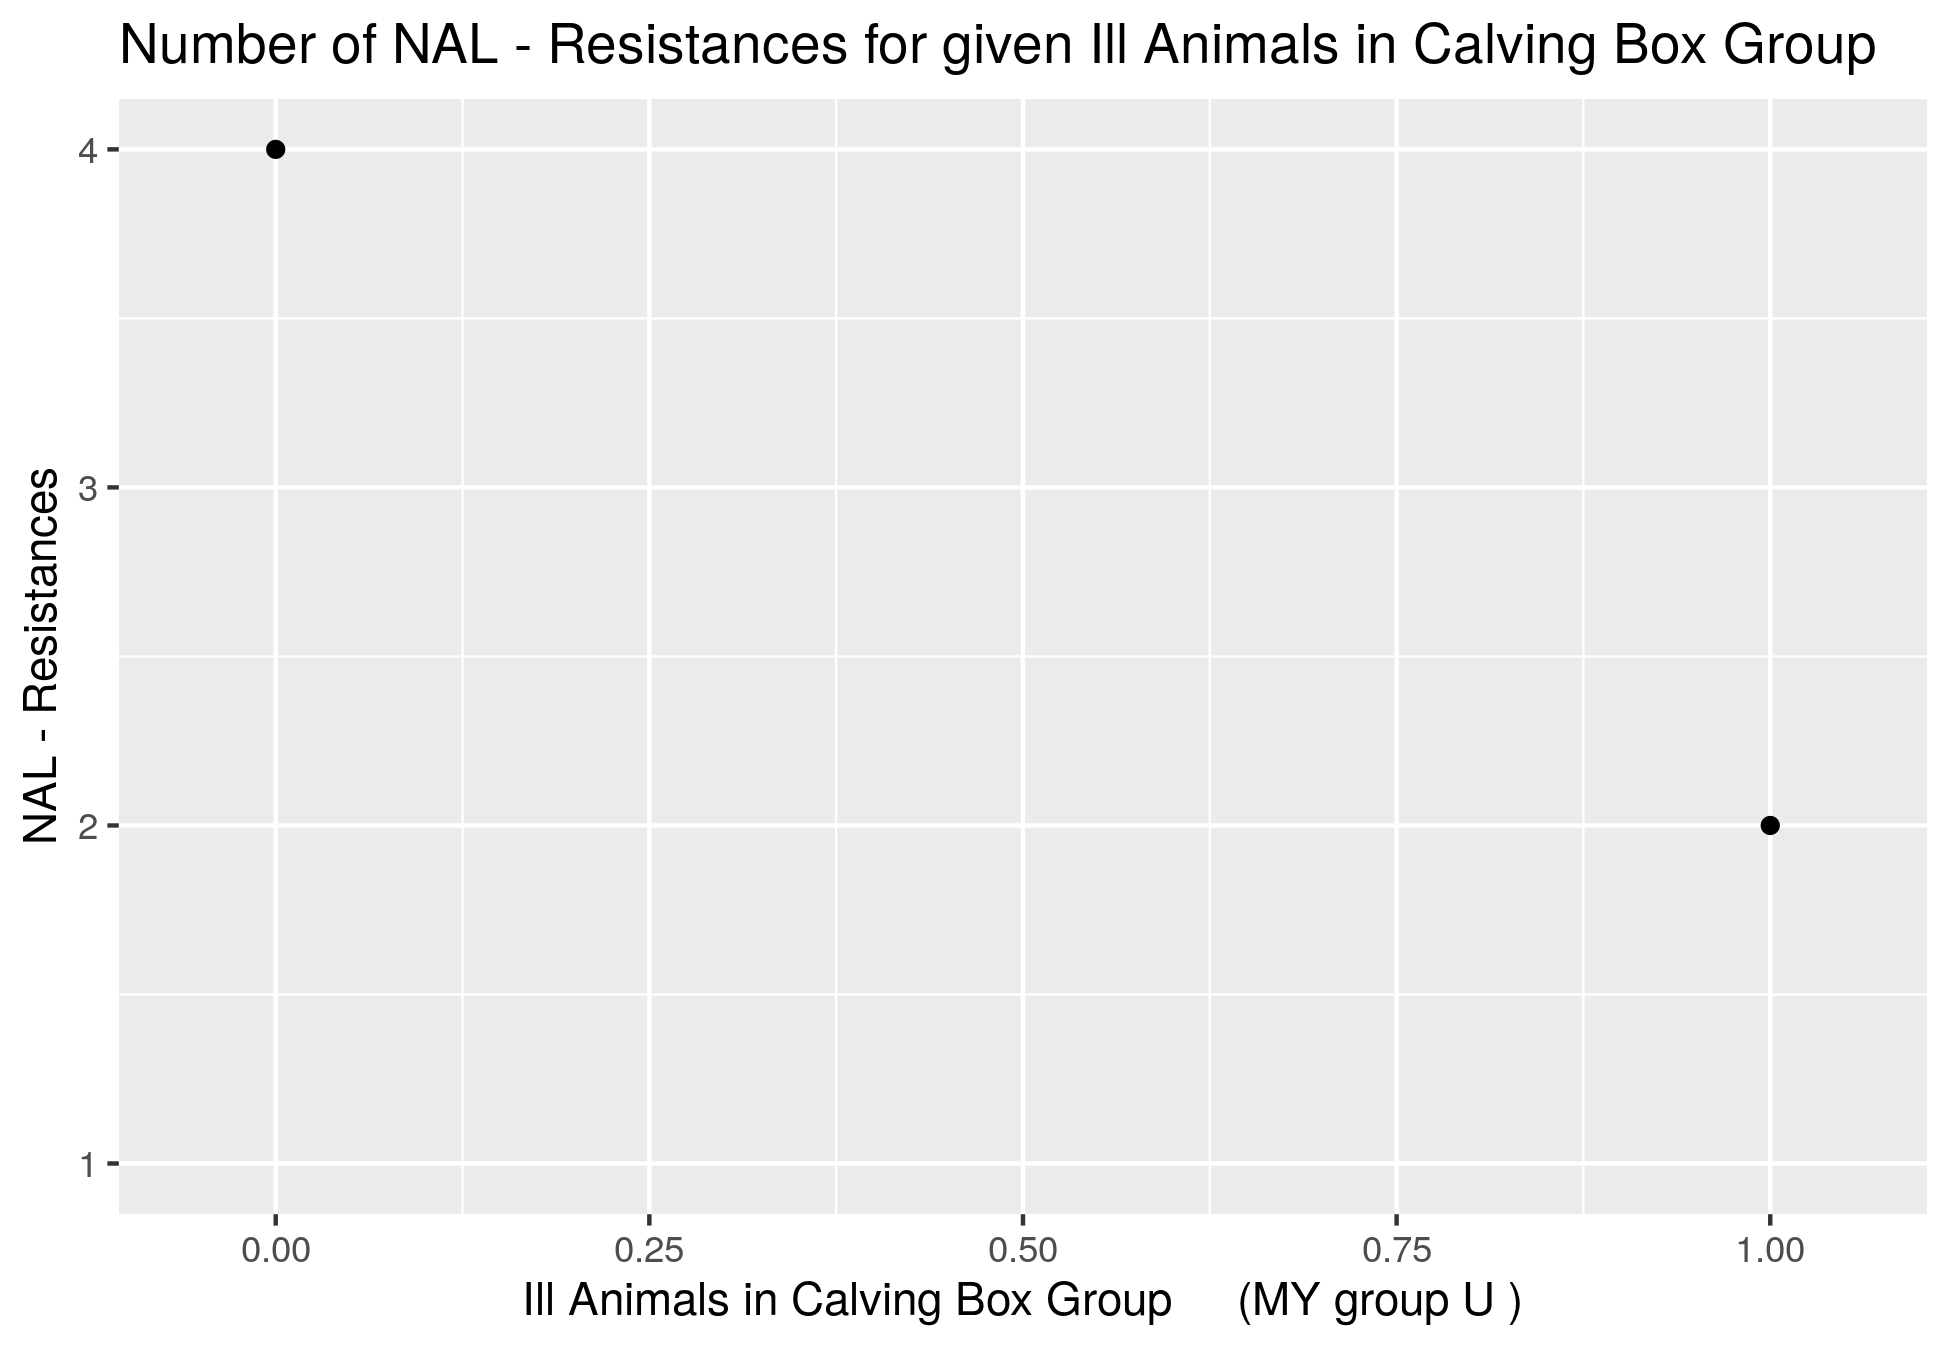 Number of NAL - Resistances for given Ill Animals in Calving Box Group
4
3
2
1
NAL - Resistances
0.00 0.25 0.50 0.75 1.00
Ill Animals in Calving Box Group (MY group U )